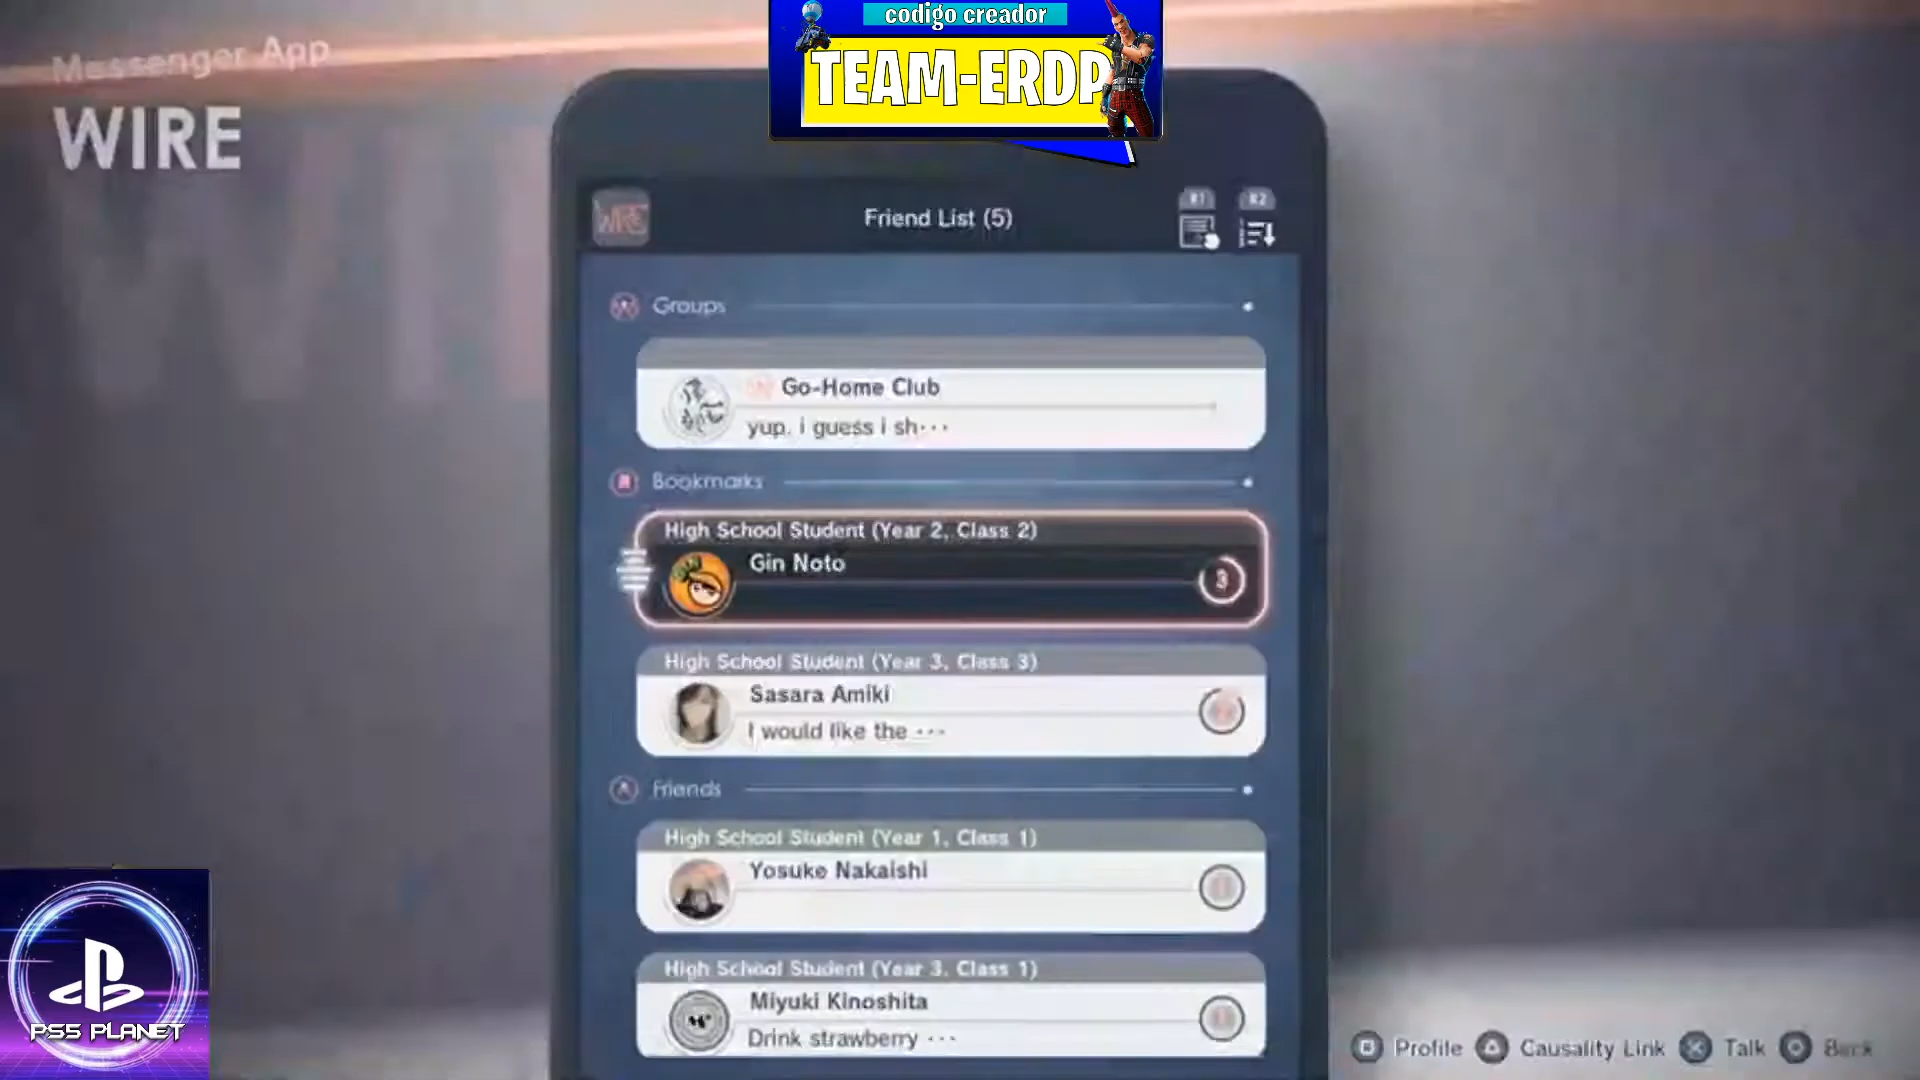 codigo creador
TEAM-ERDP
Messenger App
WIRE
WIRE
R1
R2
Friend List (5)
Groups
Go-Home Club
yup. i guess i sh···
Bookmarks
High School Student (Year 2, Class 2)
Gin Noto
3
High School Student (Year 3, Class 3)
Sasara Amiki
I would like the ···
Friends
High School Student (Year 1, Class 1)
Yosuke Nakaishi
High School Student (Year 3, Class 1)
Miyuki Kinoshita
Drink strawberry ···
PS5 PLANET
Profile
Causality Link
Talk
Back